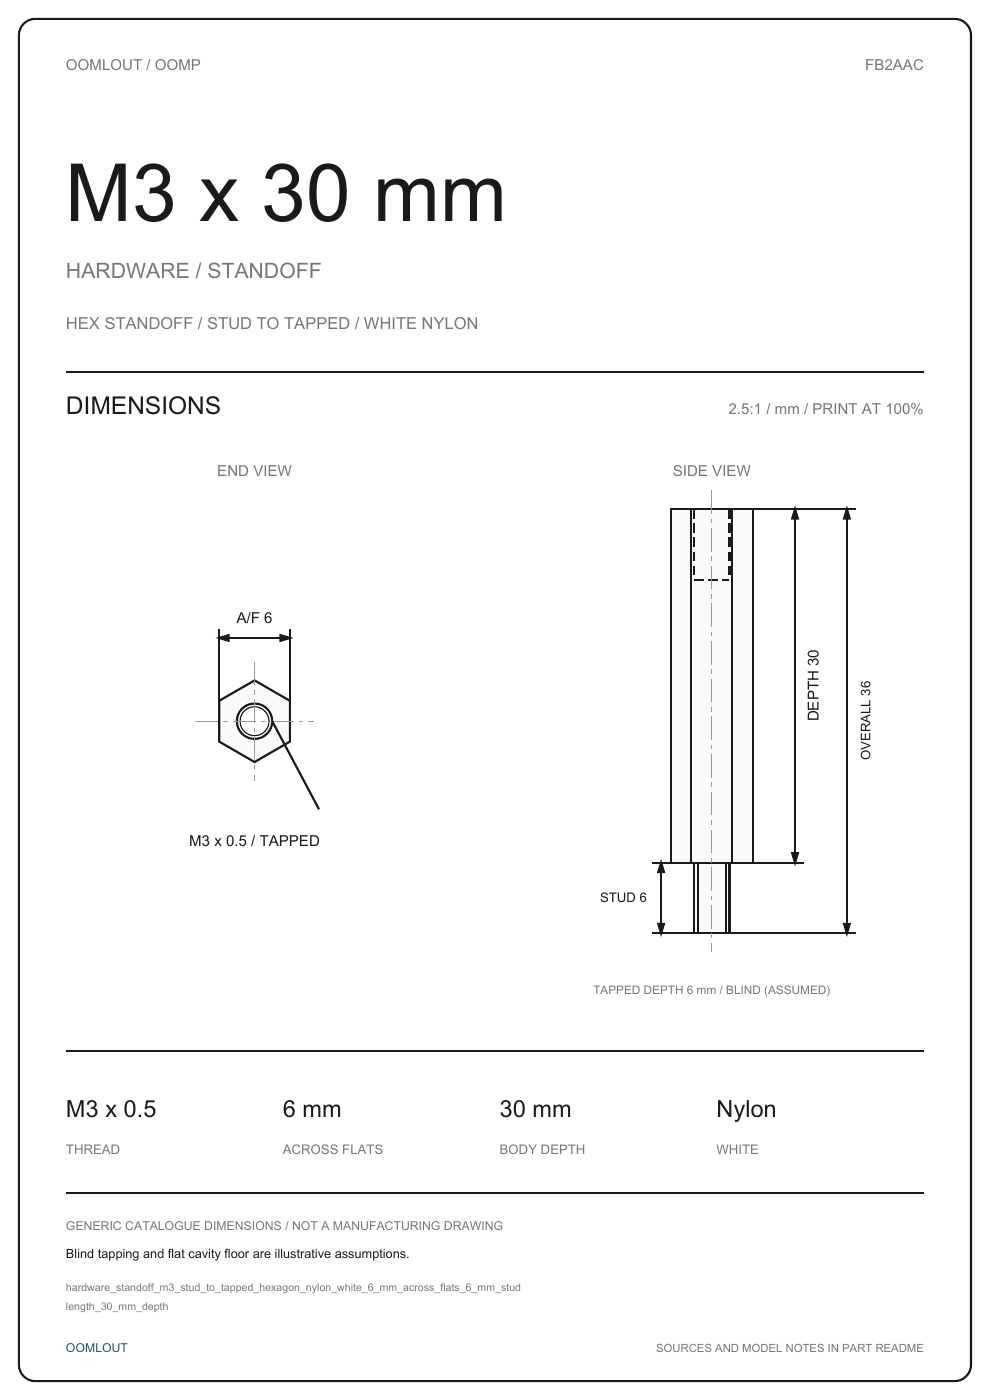 OOMLOUT / OOMP
FB2AAC
M3 x 30 mm
HARDWARE / STANDOFF
HEX STANDOFF / STUD TO TAPPED / WHITE NYLON
DIMENSIONS
2.5:1 / mm / PRINT AT 100%
END VIEW
SIDE VIEW
A/F 6
DEPTH 30
OVERALL 36
M3 x 0.5 / TAPPED
STUD 6
TAPPED DEPTH 6 mm / BLIND (ASSUMED)
M3 x 0.5
6 mm
30 mm
Nylon
THREAD
ACROSS FLATS
BODY DEPTH
WHITE
GENERIC CATALOGUE DIMENSIONS / NOT A MANUFACTURING DRAWING
Blind tapping and flat cavity floor are illustrative assumptions.
hardware_standoff_m3_stud_to_tapped_hexagon_nylon_white_6_mm_across_flats_6_mm_stud
length_30_mm_depth
OOMLOUT
SOURCES AND MODEL NOTES IN PART README